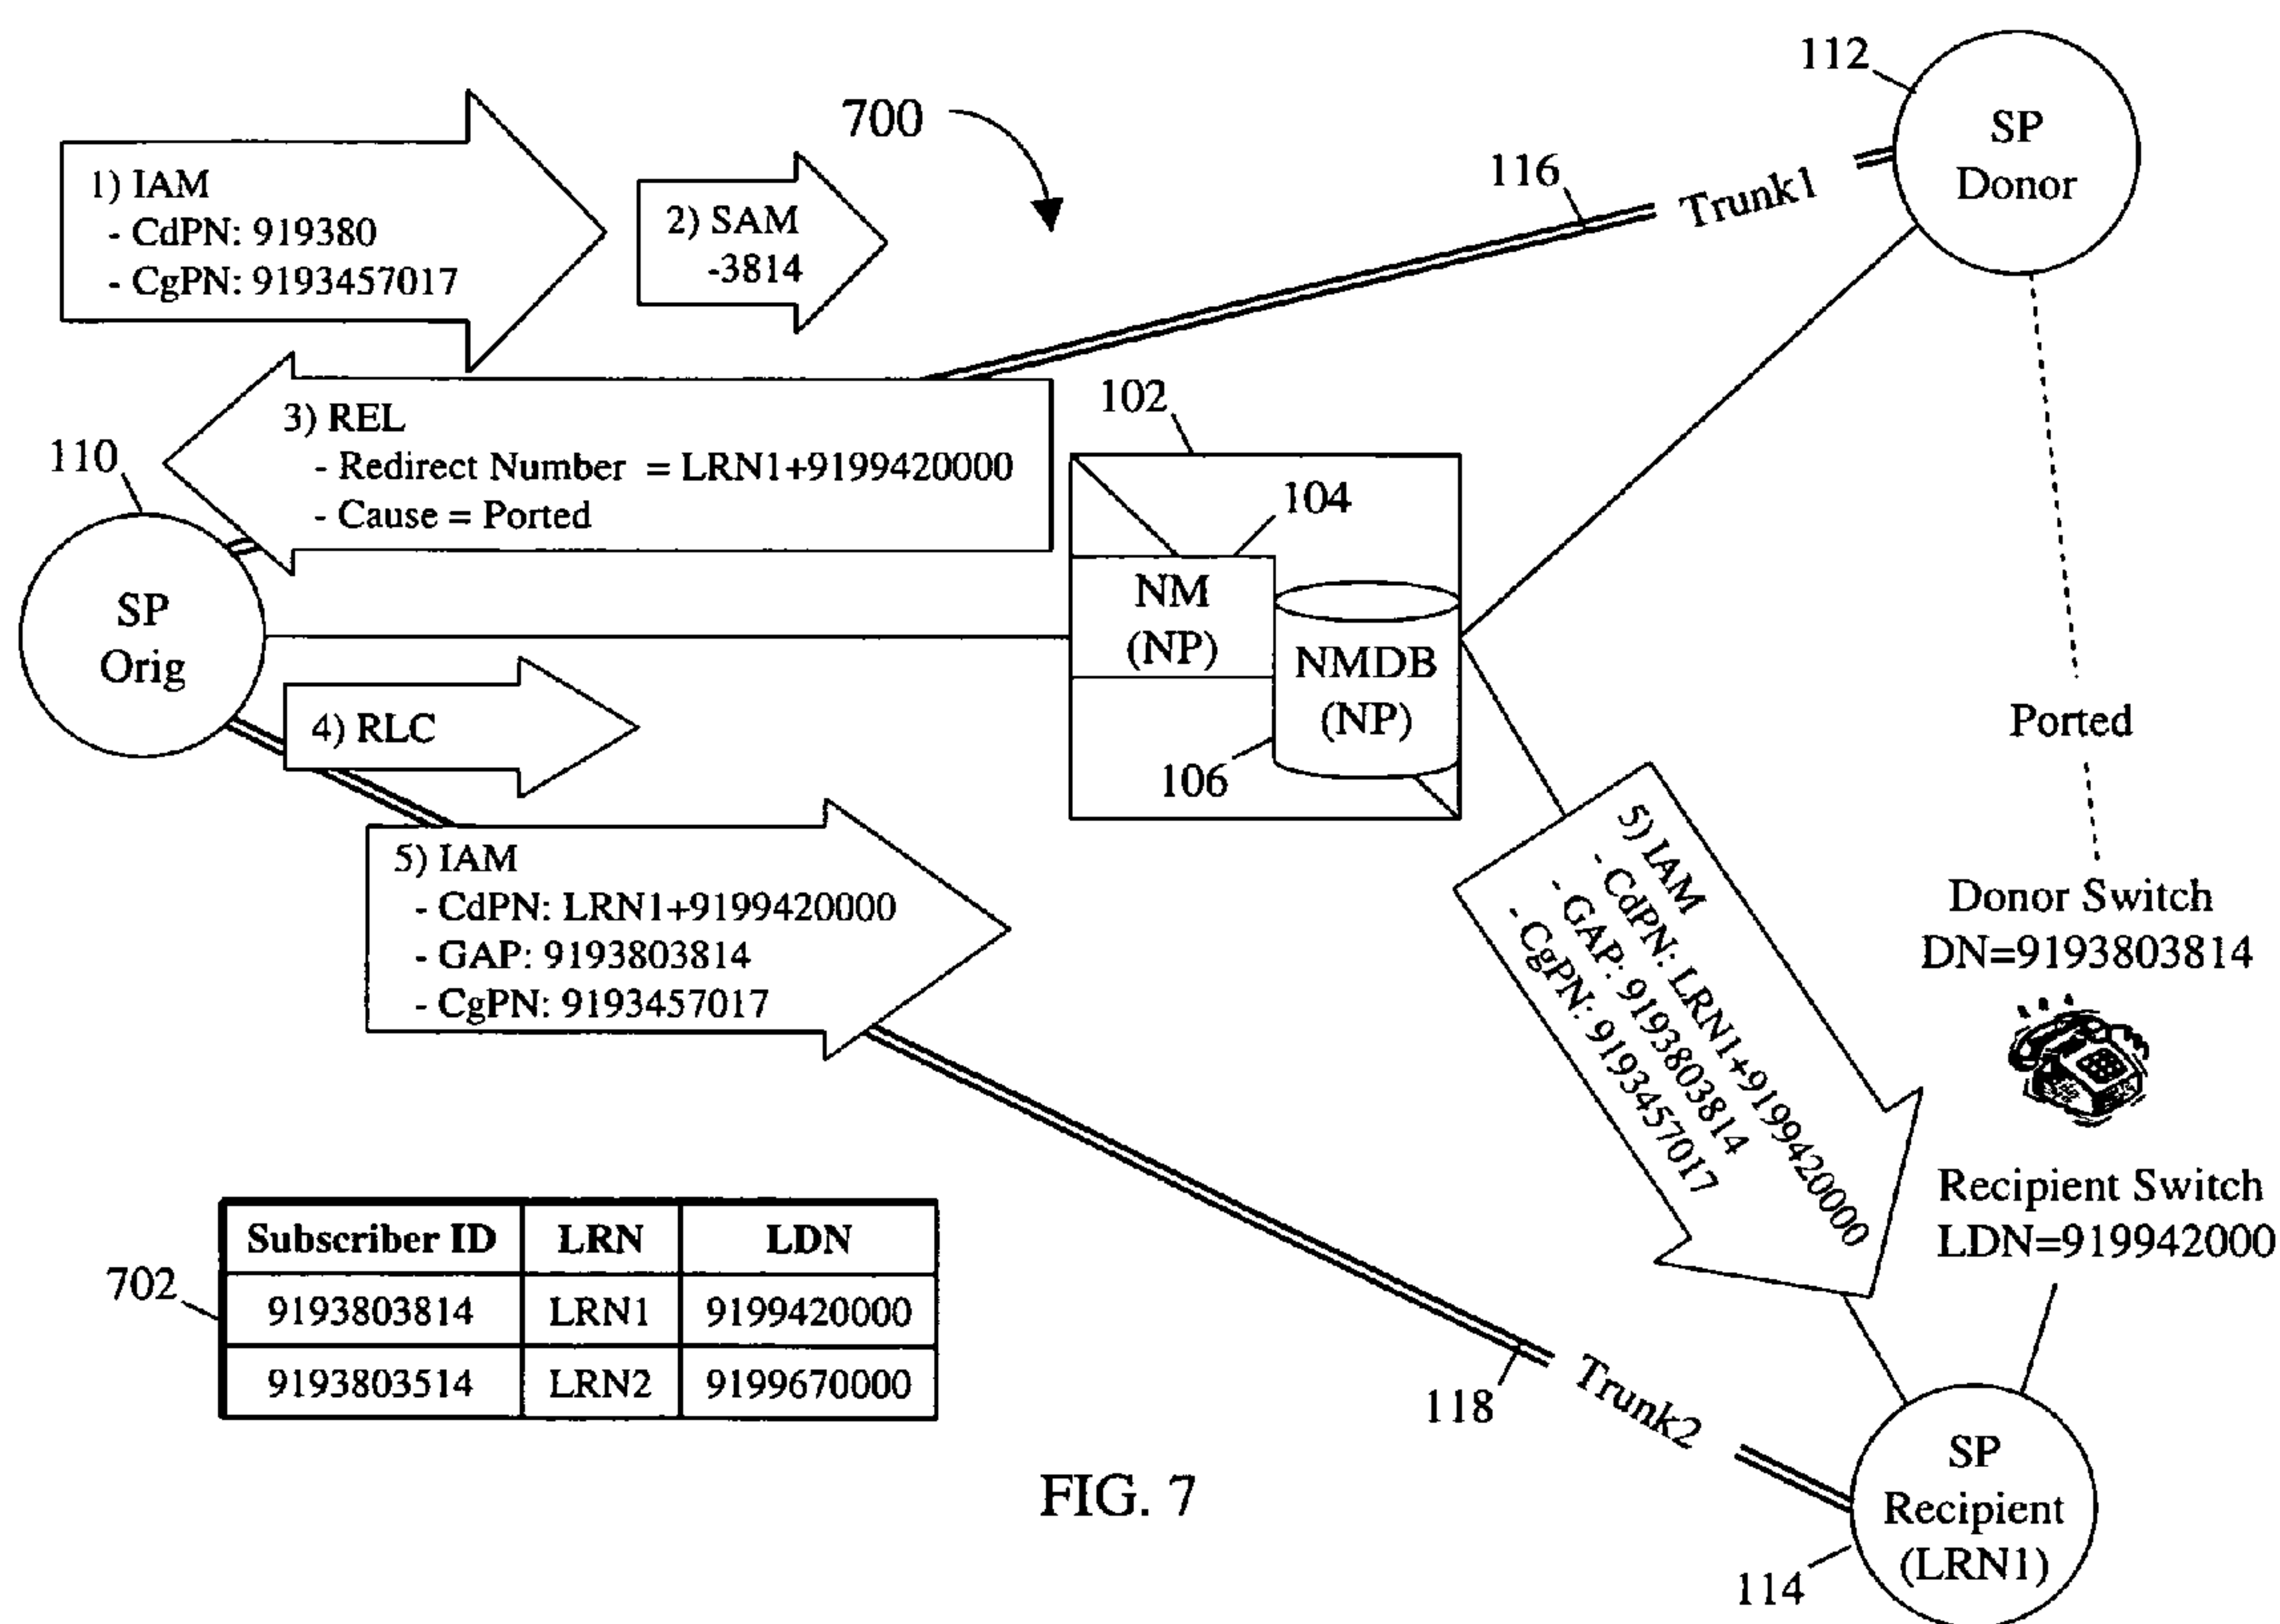 112
SP
Donor
700
116
Trunk1
1) IAM
- CdPN: 919380
- CgPN: 9193457017
2) SAM
-3814
3) REL
- Redirect Number = LRN1+9199420000
- Cause = Ported
110
SP
Orig
102
104
NM
(NP)
NMDB
(NP)
106
4) RLC
5) IAM
- CdPN: LRN1+9199420000
- GAP: 9193803814
- CgPN: 9193457017
5) IAM
- CdPN: LRN1+9199420000
- GAP: 9193803814
- CgPN: 9193457017
Ported
Donor Switch
DN=9193803814
Recipient Switch
LDN=919942000
702
Subscriber ID LRN LDN
9193803814 LRN1 9199420000
9193803514 LRN2 9199670000
118
Trunk2
SP
Recipient
(LRN1)
114
FIG. 7